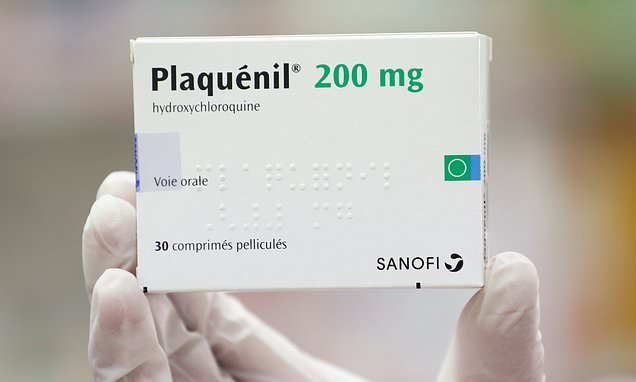 Plaquénil® 200 mg
hydroxychloroquine
Voie orale
30 comprimés pelliculés
SANOFI